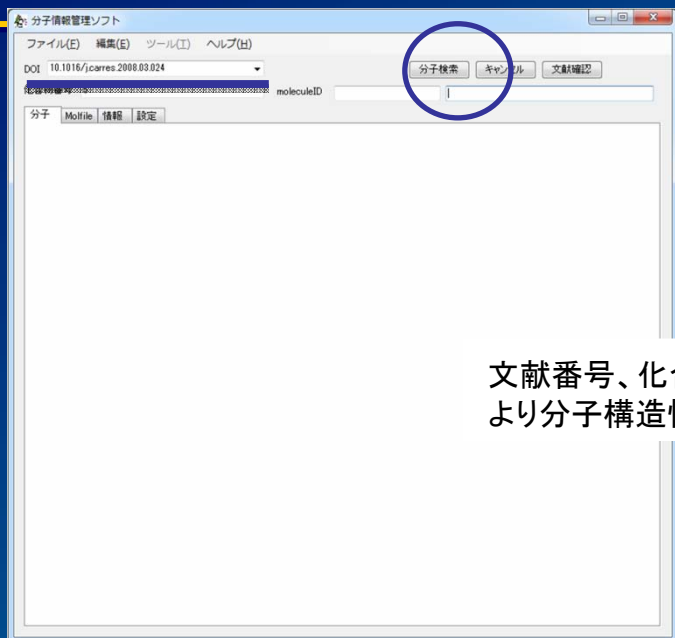 分子情報管理ソフト
ファイル(F) 編集(E) ツール(T) ヘルプ(H)
DOI 10.1016/j.carres.2008.03.024 分子検索 キャンセル 文献確認
moleculeID
分子 Molfile 情報 設定
文献番号、化
より分子構造